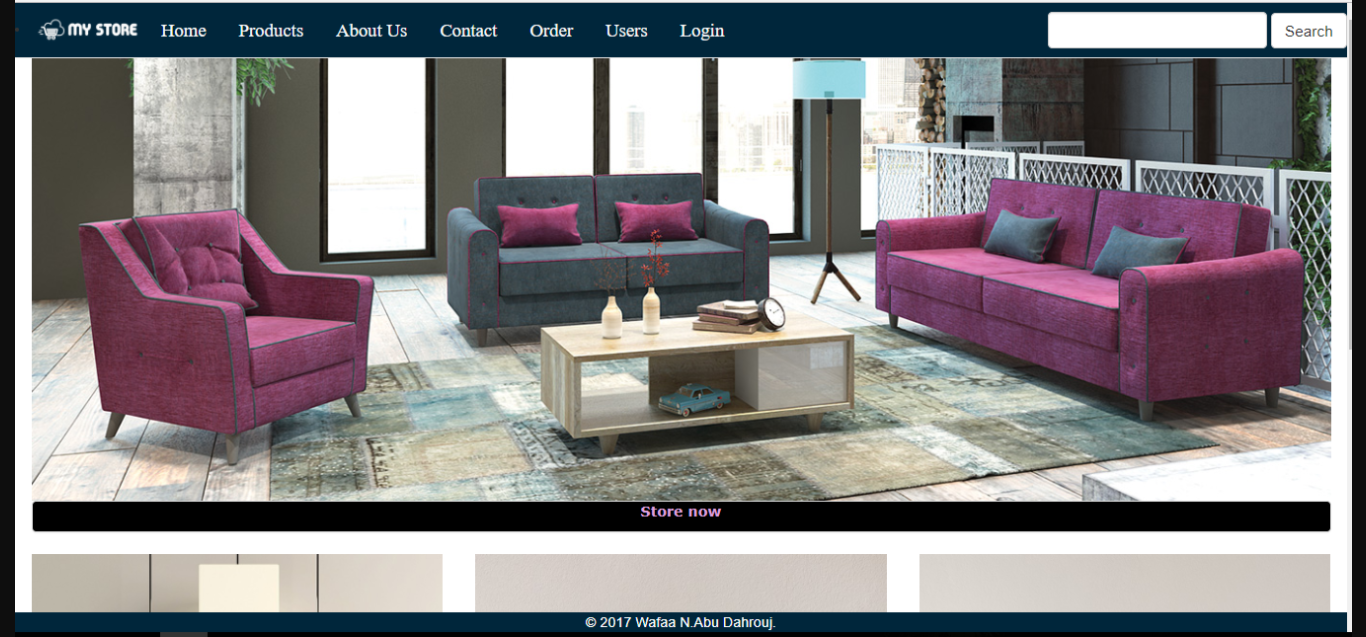 MY STORE Home Products About Us Contact Order Users Login Search
Store now
© 2017 Wafaa N.Abu Dahrouj.